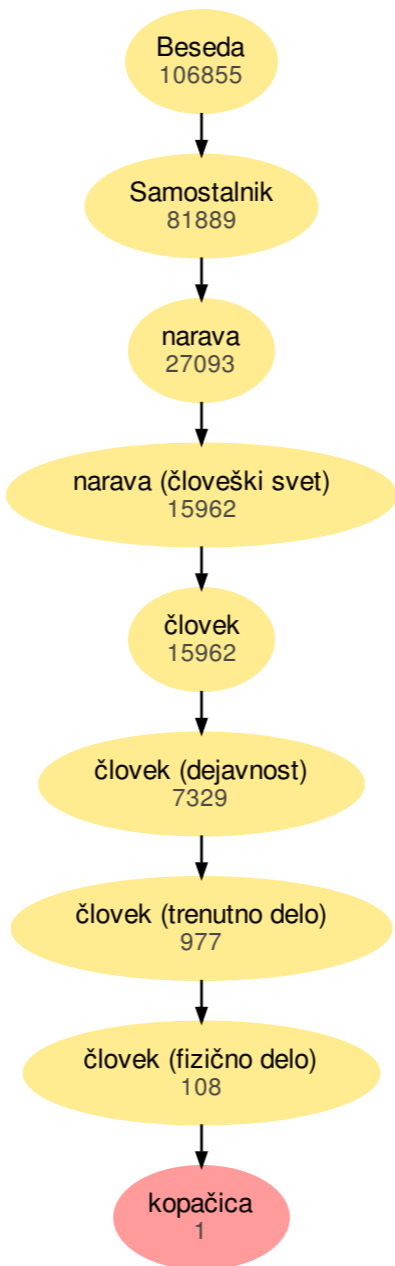 Beseda
106855
Samostalnik
81889
narava
27093
narava (človeški svet)
15962
človek
15962
človek (dejavnost)
7329
človek (trenutno delo)
977
človek (fizično delo)
108
kopačica
1